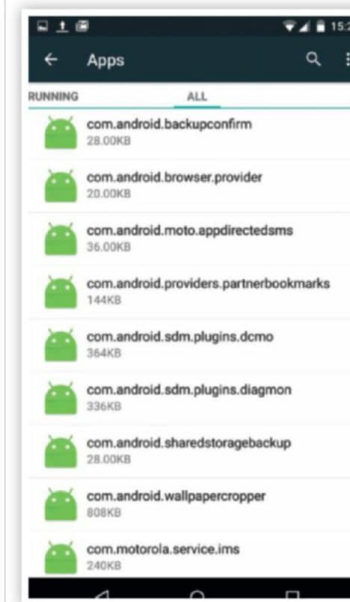 15:2
Apps
RUNNING ALL
com.android.backupconfirm
28.00KB
com.android.browser.provider
20.00KB
com.android.moto.appdirectedsms
36.00KB
com.android.providers.partnerbookmarks
144KB
com.android.sdm.plugins.dcmo
364KB
com.android.sdm.plugins.diagmon
336KB
com.android.sharedstoragebackup
28.00KB
com.android.wallpapercropper
808KB
com.motorola.service.ims
240KB